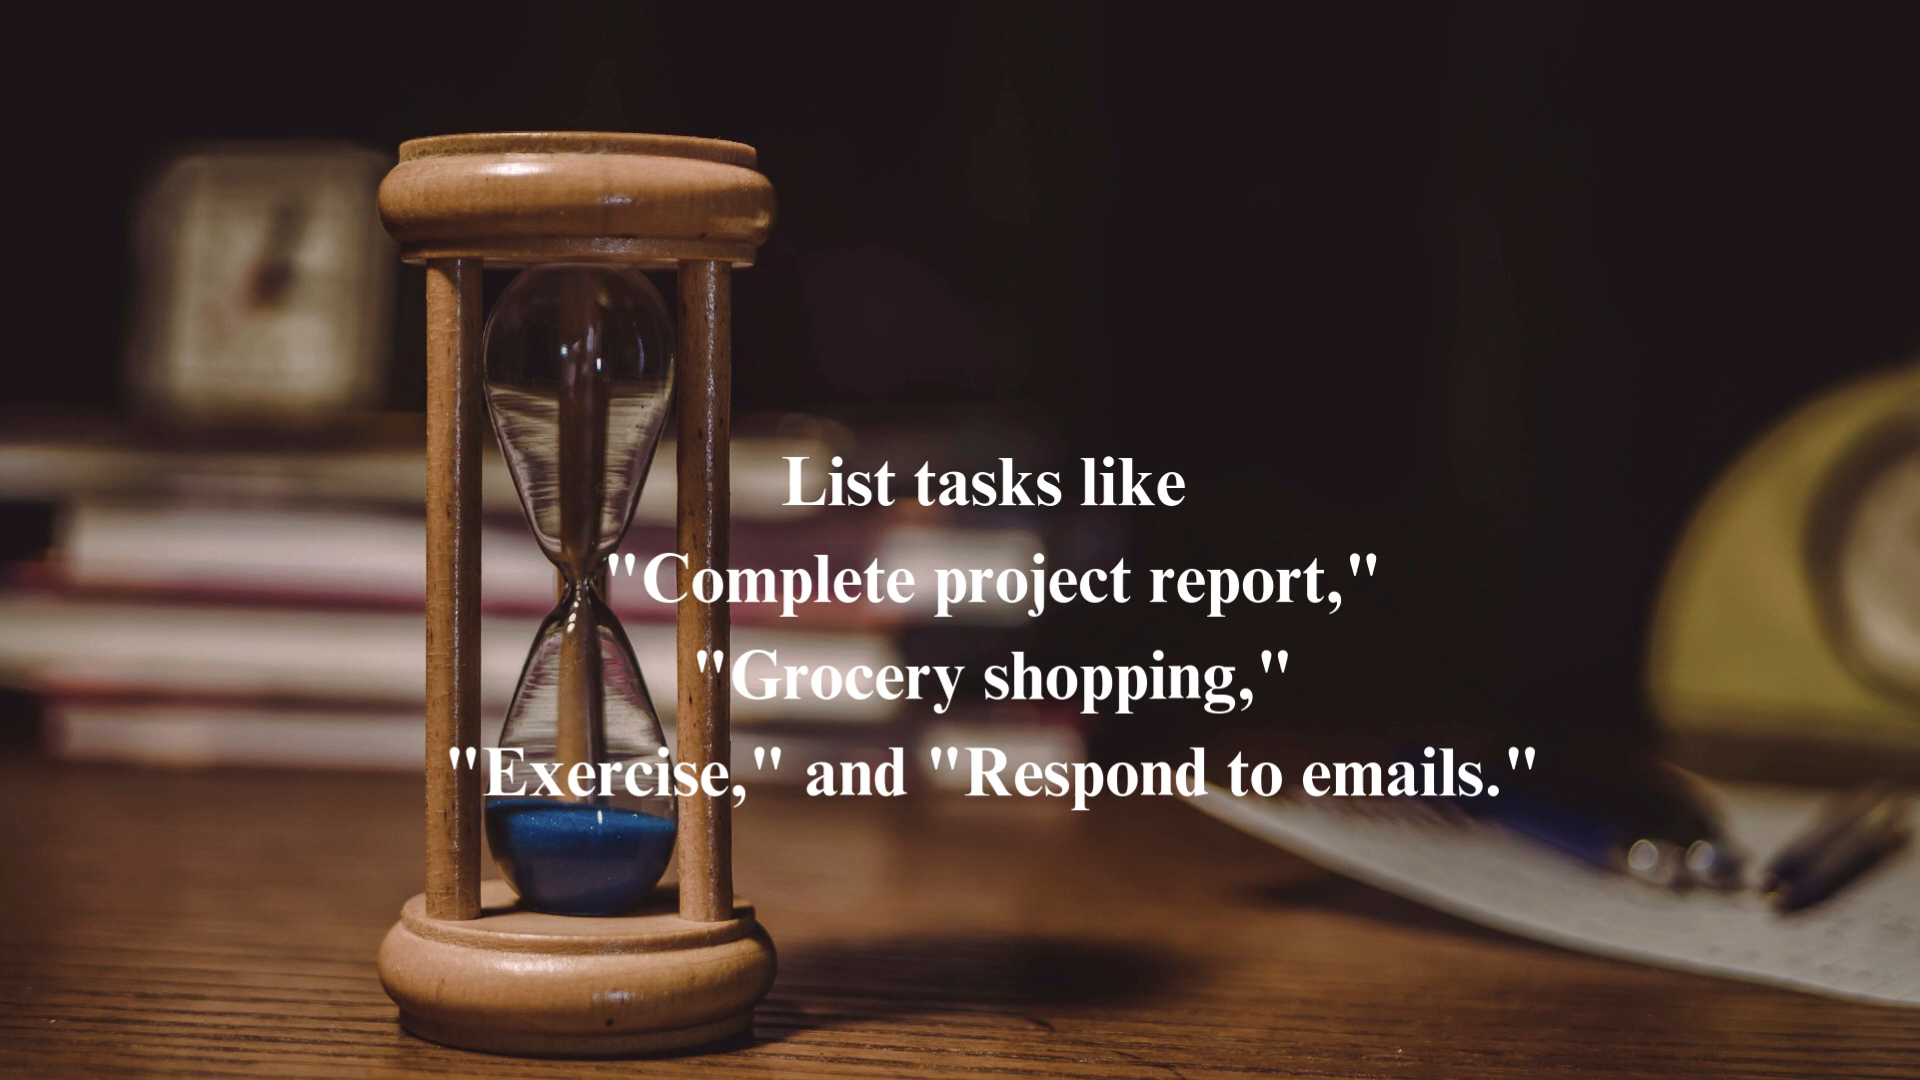 List tasks like
"Complete project report,"
"Grocery shopping,"
"Exercise," and "Respond to emails."